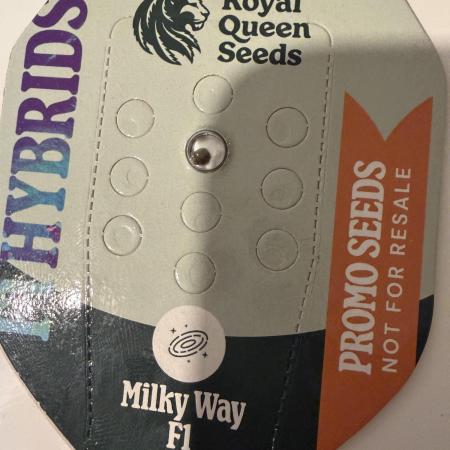 Royal
Queen
Seeds
HYBRIDS
PROMO SEEDS
NOT FOR RESALE
Milky Way
F1